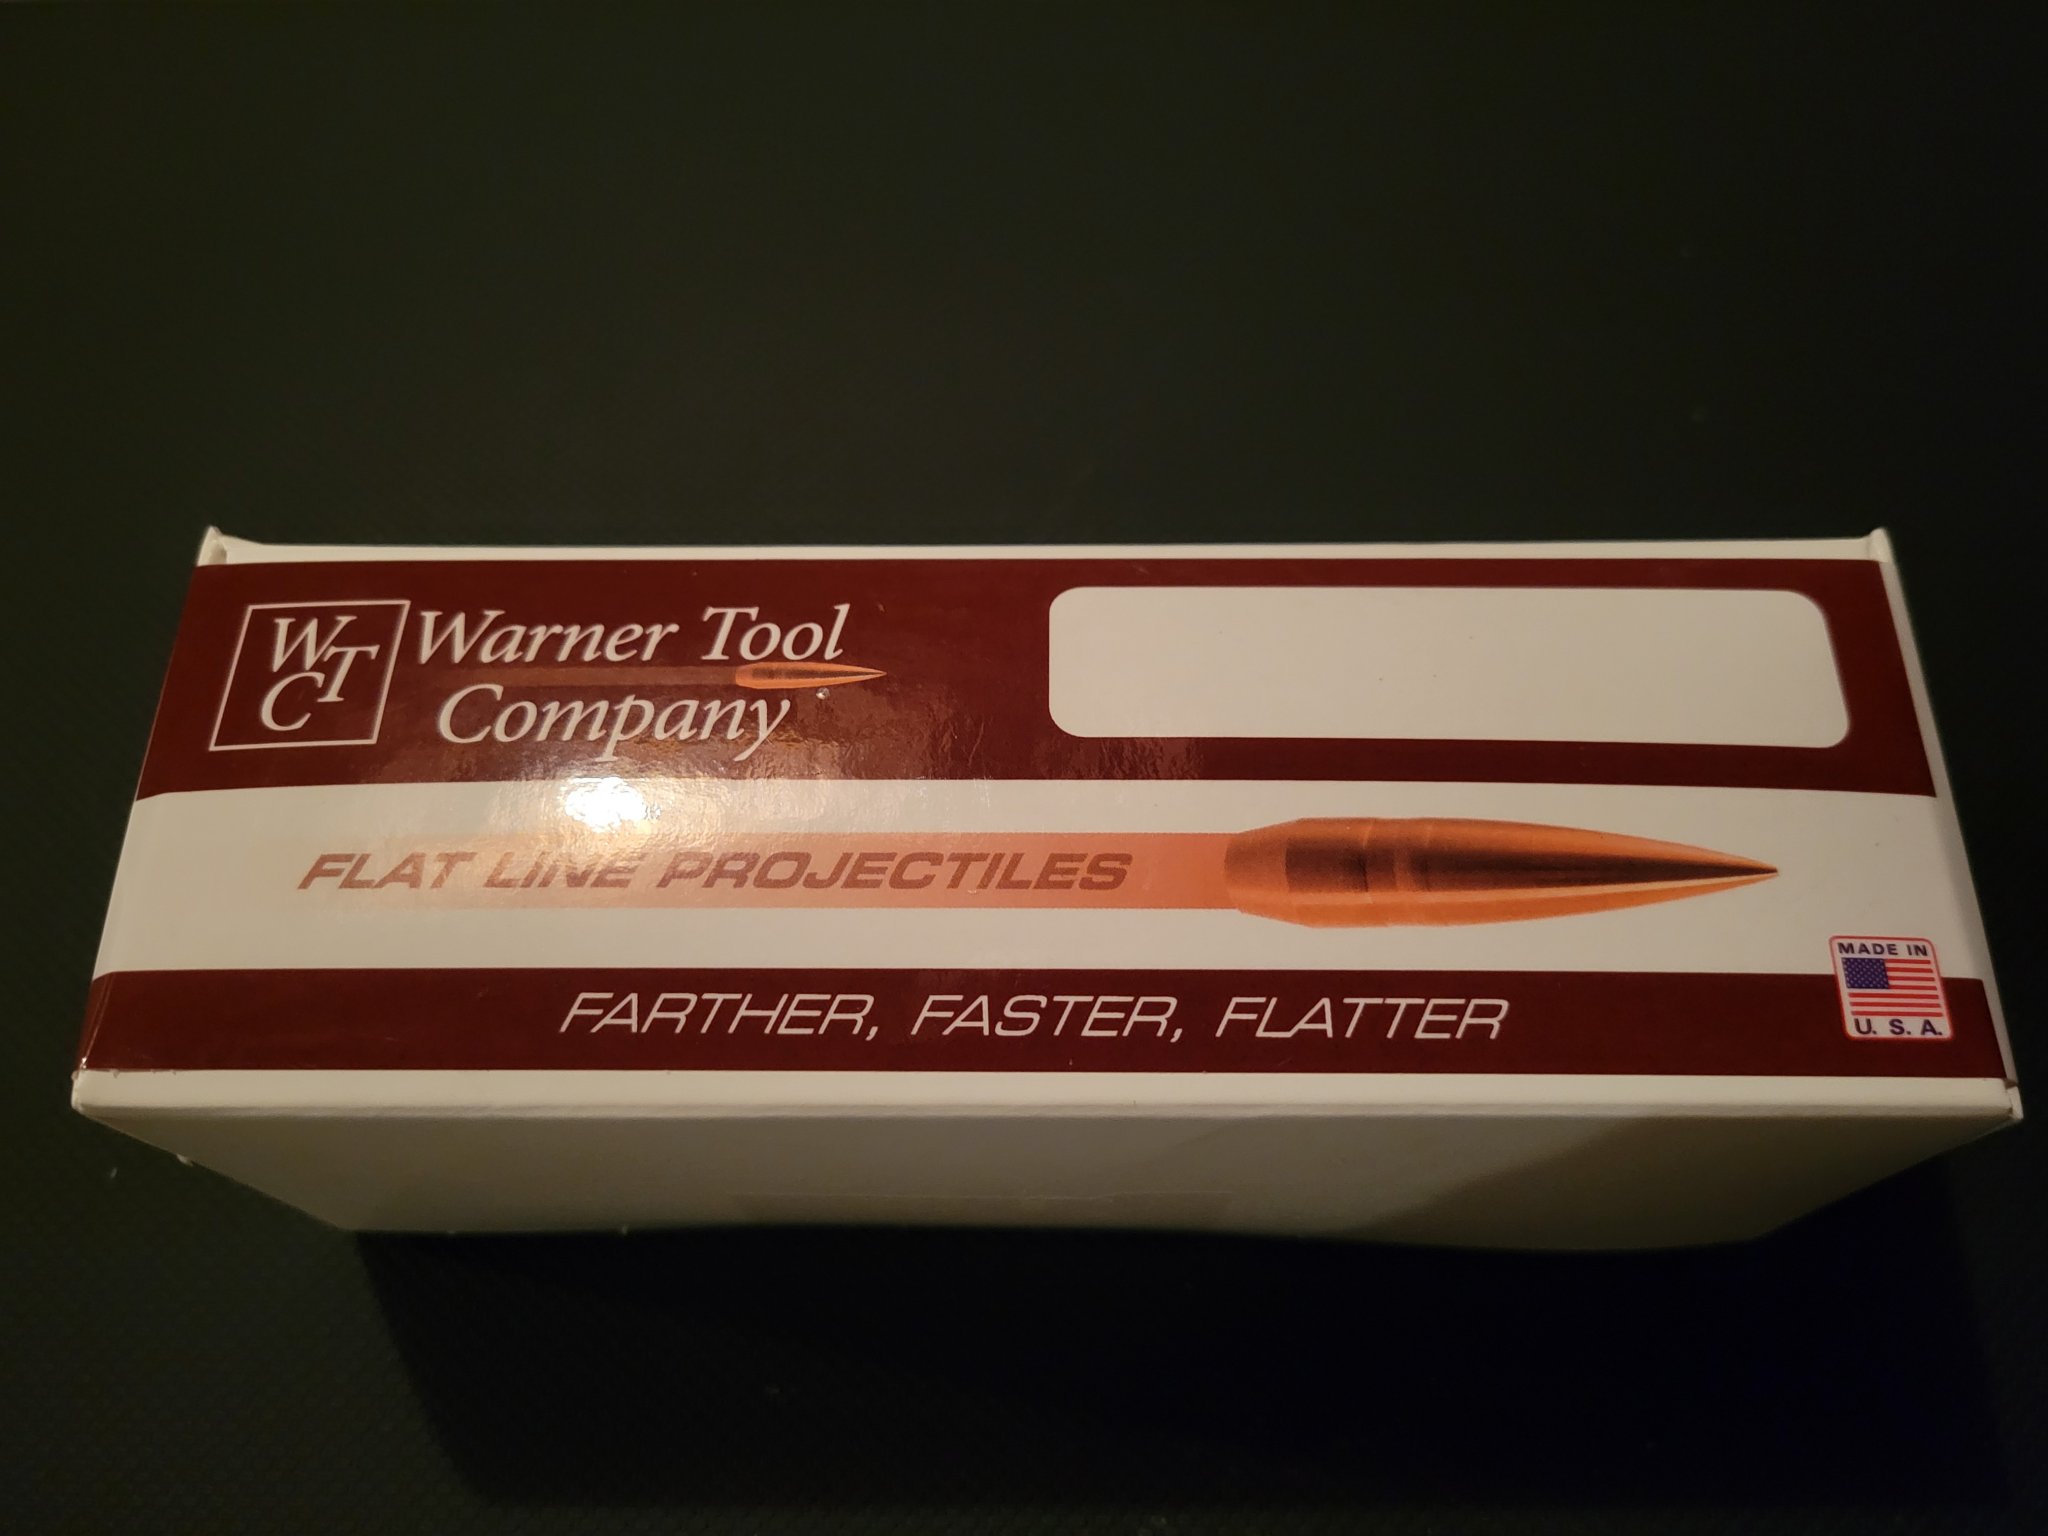 WTC
Warner Tool
Company
FLAT LINE PROJECTILES
FARTHER, FASTER, FLATTER
MADE IN
U. S. A.